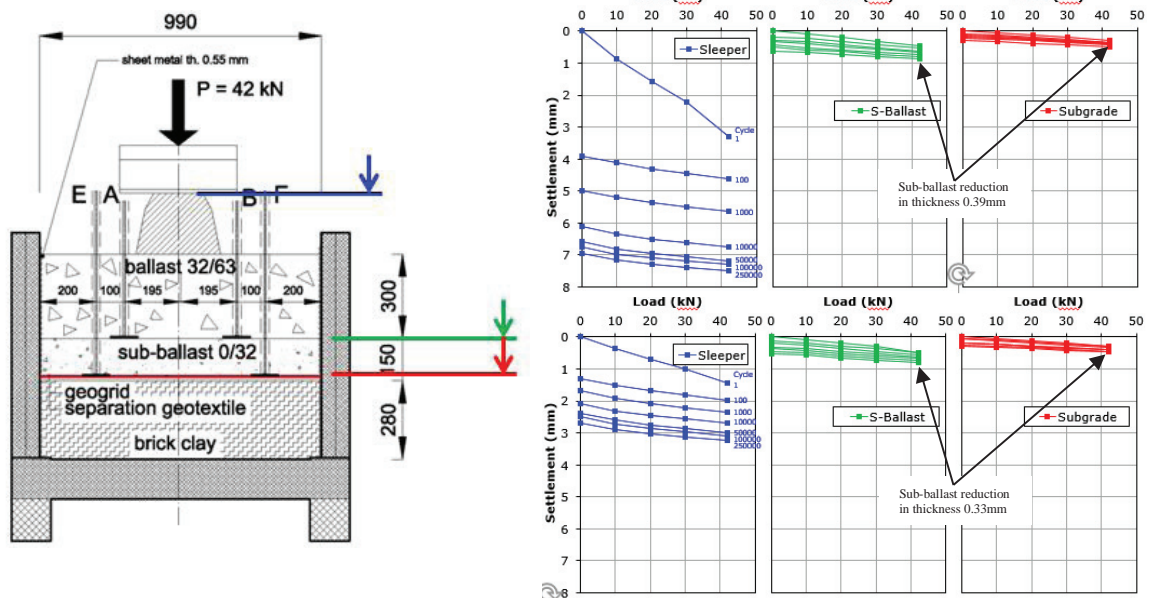 990
sheet metal th. 0.55 mm
P = 42 kN
E A B F
ballast 32/63
200 100 195 195 100 200
300
sub-ballast 0/32
150
geogrid
separation geotextile
280
brick clay
0 10 20 30 40 50
0 10 20 30 40 50
0 10 20 30 40 50
Settlement (mm)
0
1
2
3
4
5
6
7
8
Sleeper
Cycle
1
100
1000
10000
50000
100000
250000
S-Ballast
Subgrade
Sub-ballast reduction
in thickness 0.39mm
Load (kN)
Load (kN)
Load (kN)
0 10 20 30 40 50
0 10 20 30 40 50
0 10 20 30 40 50
Settlement (mm)
0
1
2
3
4
5
6
7
8
Sleeper
Cycle
1
100
1000
10000
50000
100000
250000
S-Ballast
Subgrade
Sub-ballast reduction
in thickness 0.33mm